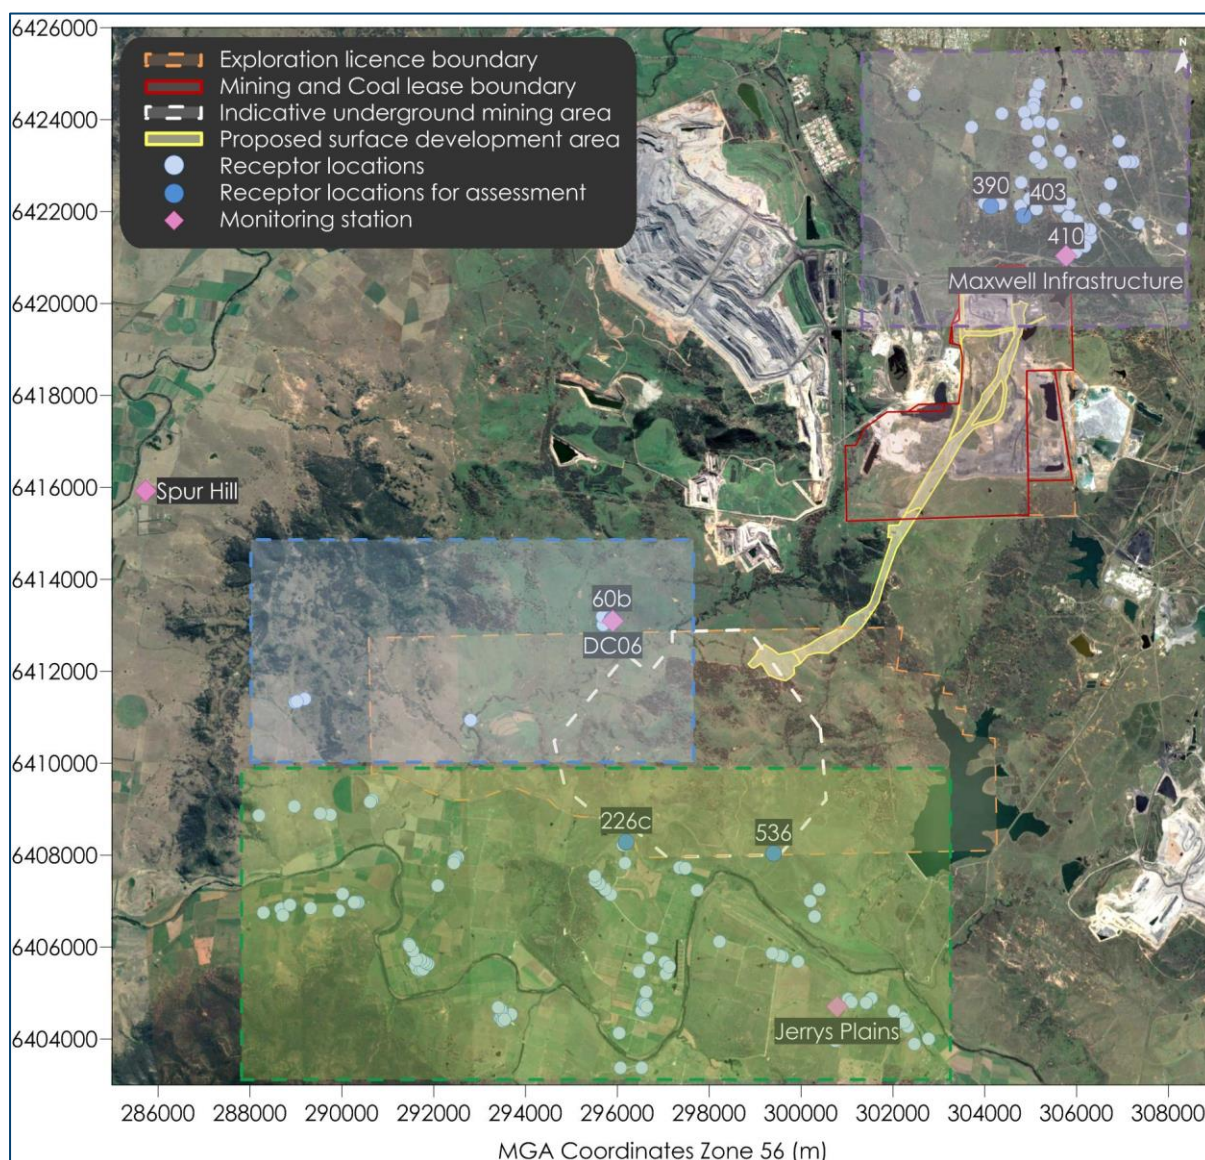 6426000
6424000
6422000
6420000
6418000
6416000
6414000
6412000
6410000
6408000
6406000
6404000
Exploration licence boundary
Mining and Coal lease boundary
Indicative underground mining area
Proposed surface development area
Receptor locations
Receptor locations for assessment
Monitoring station
N
390
403
410
Maxwell Infrastructure
Spur Hill
60b
DC06
226c
536
Jerrys Plains
286000 288000 290000 292000 294000 296000 298000 300000 302000 304000 306000 308000
MGA Coordinates Zone 56 (m)